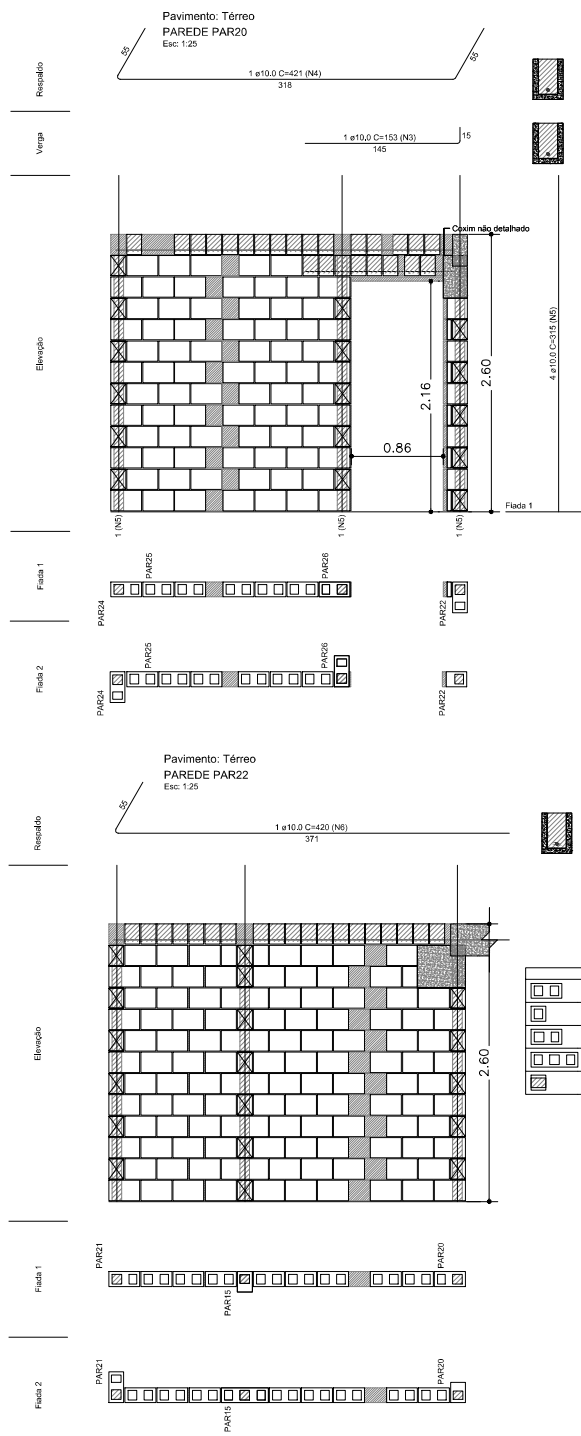 Pavimento: Térreo
PAREDE PAR20
Esc: 1:25
Respaldo
55
1 ø10.0 C=421 (N4)
318
55
Verga
1 ø10.0 C=153 (N3)
145
15
Elevação
Coxim não detalhado
2.16
2.60
0.86
4 ø10.0 C=315 (N5)
Fiada 1
1 (N5)
1 (N5)
1 (N5)
Fiada 1
PAR24
PAR25
PAR26
PAR22
Fiada 2
PAR24
PAR25
PAR26
PAR22
Pavimento: Térreo
PAREDE PAR22
Esc: 1:25
Respaldo
55
1 ø10.0 C=420 (N6)
371
Elevação
2.60
Fiada 1
PAR21
PAR15
PAR20
Fiada 2
PAR21
PAR15
PAR20